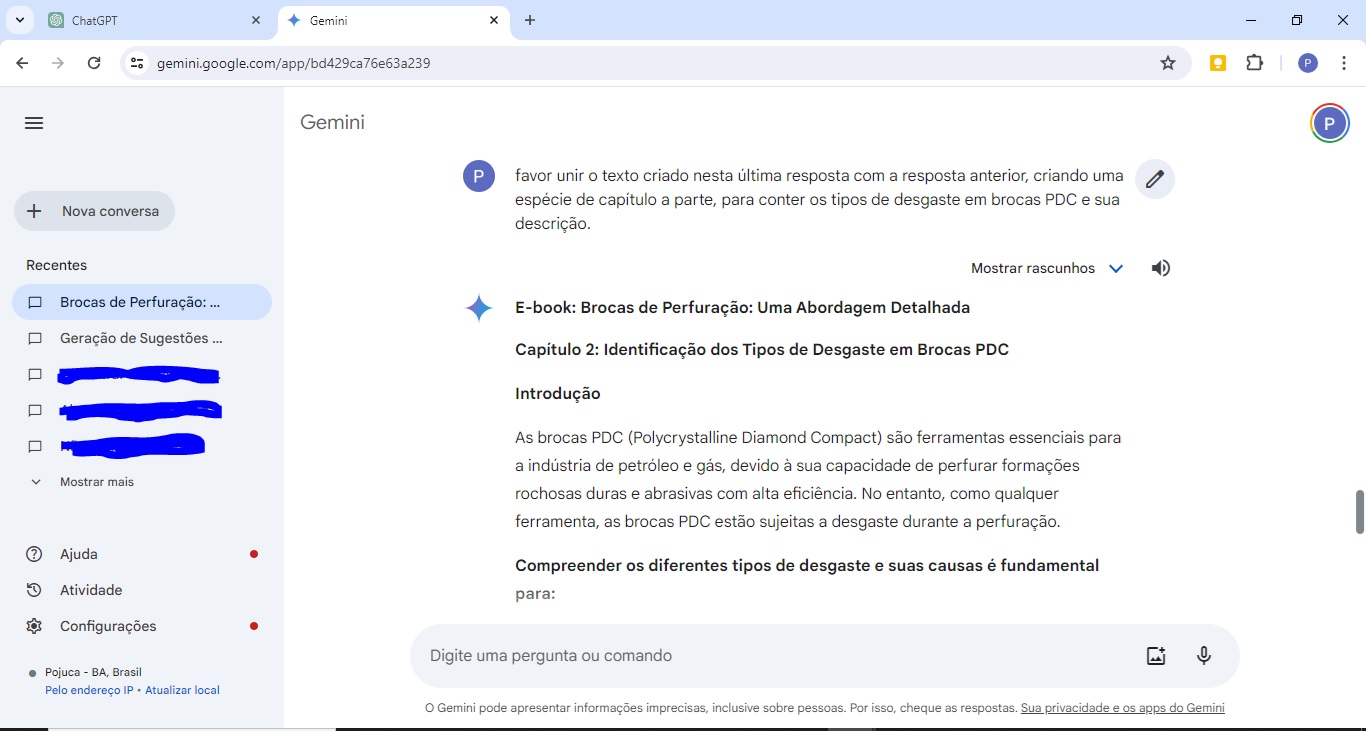 ChatGPT
Gemini
gemini.google.com/app/bd429ca76e63a239
P
Gemini
P
Nova conversa
Recentes
Brocas de Perfuração: ...
Geração de Sugestões ...
Mostrar mais
Ajuda
Atividade
Configurações
Pojuca - BA, Brasil
Pelo endereço IP • Atualizar local
P
favor unir o texto criado nesta última resposta com a resposta anterior, criando uma
espécie de capítulo a parte, para conter os tipos de desgaste em brocas PDC e sua
descrição.
Mostrar rascunhos
E-book: Brocas de Perfuração: Uma Abordagem Detalhada
Capítulo 2: Identificação dos Tipos de Desgaste em Brocas PDC
Introdução
As brocas PDC (Polycrystalline Diamond Compact) são ferramentas essenciais para
a indústria de petróleo e gás, devido à sua capacidade de perfurar formações
rochosas duras e abrasivas com alta eficiência. No entanto, como qualquer
ferramenta, as brocas PDC estão sujeitas a desgaste durante a perfuração.
Compreender os diferentes tipos de desgaste e suas causas é fundamental
para:
Digite uma pergunta ou comando
O Gemini pode apresentar informações imprecisas, inclusive sobre pessoas. Por isso, cheque as respostas. Sua privacidade e os apps do Gemini